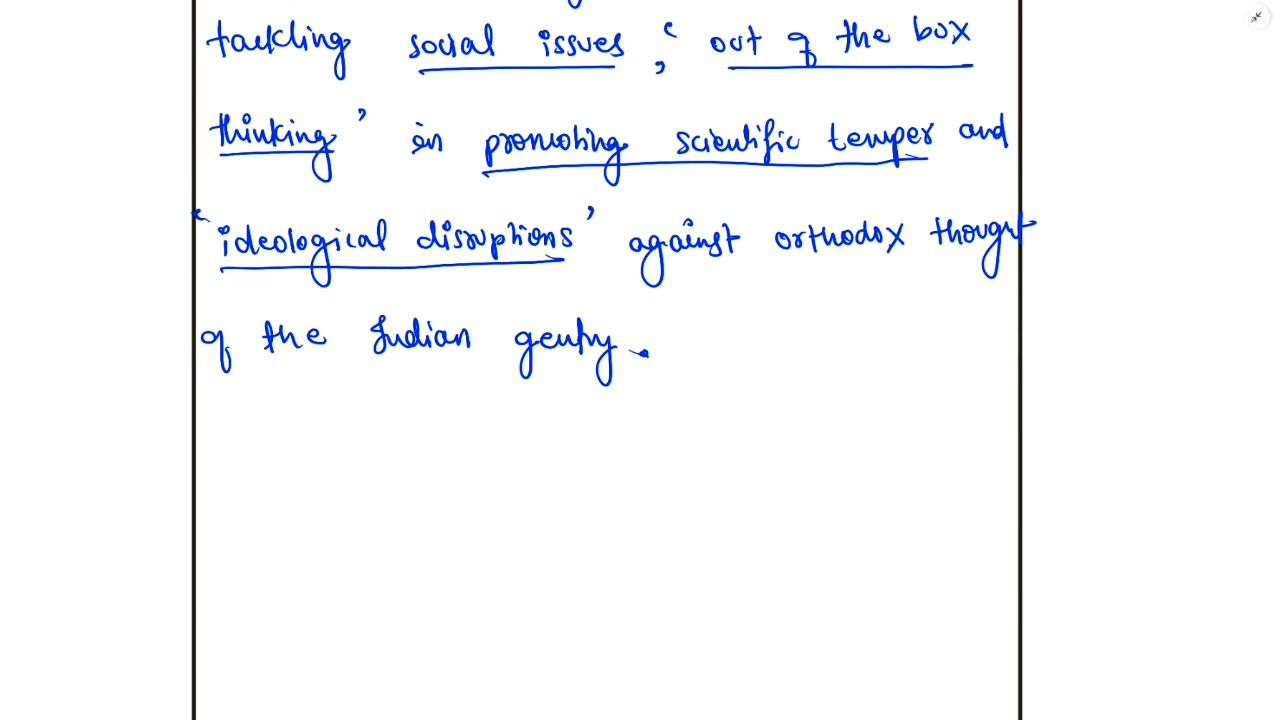 tackling social issues, 'out of the box
thinking' in promoting scientific temper and
'ideological disruptions' against orthodox thought
of the Indian gentry.